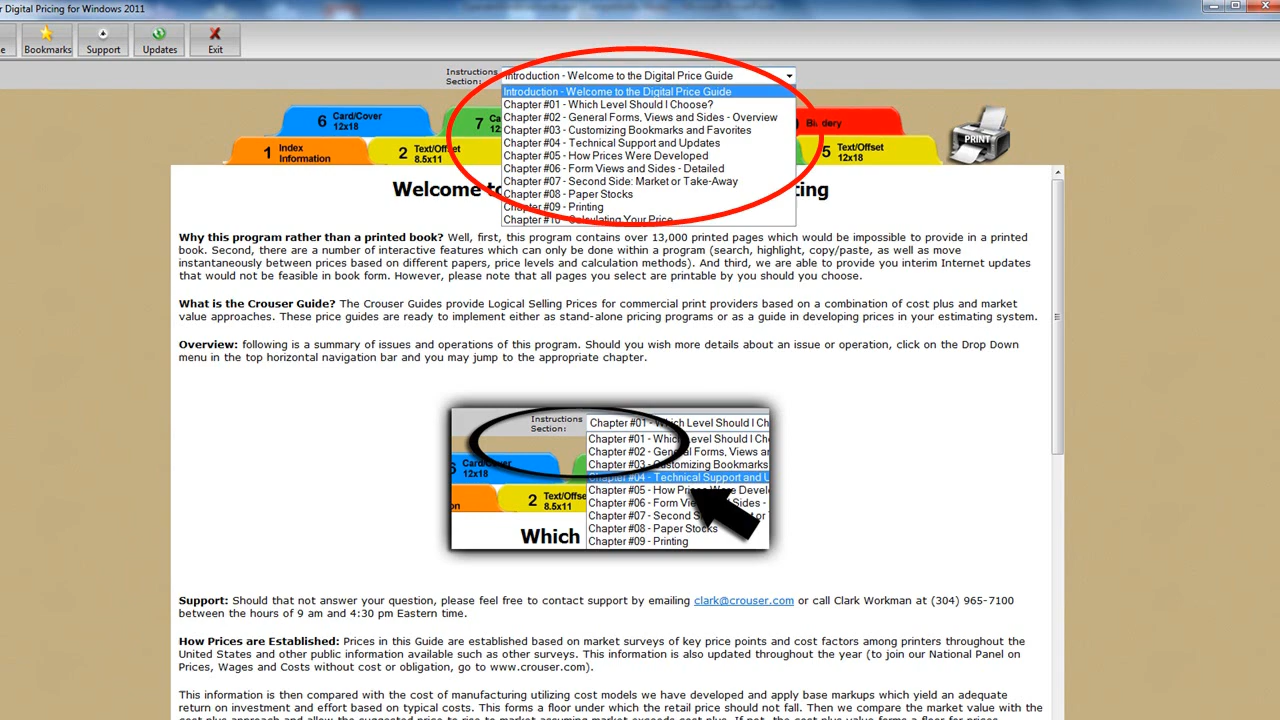 r Digital Pricing for Windows 2011
e
Bookmarks
Support
Updates
Exit
Instructions
Section:
Introduction - Welcome to the Digital Price Guide
Introduction - Welcome to the Digital Price Guide
Chapter #01 - Which Level Should I Choose?
Chapter #02 - General Forms, Views and Sides - Overview
Chapter #03 - Customizing Bookmarks and Favorites
Chapter #04 - Technical Support and Updates
Chapter #05 - How Prices Were Developed
Chapter #06 - Form Views and Sides - Detailed
Chapter #07 - Second Side: Market or Take-Away
Chapter #08 - Paper Stocks
Chapter #09 - Printing
Chapter #10 - Calculating Your Price
6 Card/Cover
12x18
7 Ca
1 Index
Information
2 Text/Offset
8.5x11
5 Text/Offset
12x18
PRINT
Welcome to
ting
Why this program rather than a printed book? Well, first, this program contains over 13,000 printed pages which would be impossible to provide in a printed
book. Second, there are a number of interactive features which can only be done within a program (search, highlight, copy/paste, as well as move
instantaneously between prices based on different papers, price levels and calculation methods). And third, we are able to provide you interim Internet updates
that would not be feasible in book form. However, please note that all pages you select are printable by you should you choose.
What is the Crouser Guide? The Crouser Guides provide Logical Selling Prices for commercial print providers based on a combination of cost plus and market
value approaches. These price guides are ready to implement either as stand-alone pricing programs or as a guide in developing prices in your estimating system.
Overview: following is a summary of issues and operations of this program. Should you wish more details about an issue or operation, click on the Drop Down
menu in the top horizontal navigation bar and you may jump to the appropriate chapter.
Instructions
Section:
Chapter #01 - Which Level Should I Ch
Chapter #01 - Which Level Should I Cho
Chapter #02 - General Forms, Views ar
Chapter #03 - Customizing Bookmarks
Chapter #04 - Technical Support and U
Chapter #05 - How Prices Were Devel
Chapter #06 - Form Views of Sides -
Chapter #07 - Second S or T
Chapter #08 - Paper Stocks
Chapter #09 - Printing
6 Card/Cover
12x18
on
2 Text/Offse
8.5x11
Which
Support: Should that not answer your question, please feel free to contact support by emailing clark@crouser.com or call Clark Workman at (304) 965-7100
between the hours of 9 am and 4:30 pm Eastern time.
How Prices are Established: Prices in this Guide are established based on market surveys of key price points and cost factors among printers throughout the
United States and other public information available such as other surveys. This information is also updated throughout the year (to join our National Panel on
Prices, Wages and Costs without cost or obligation, go to www.crouser.com).
This information is then compared with the cost of manufacturing utilizing cost models we have developed and apply base markups which yield an adequate
return on investment and effort based on typical costs. This forms a floor under which the retail price should not fall. Then we compare the market value with the